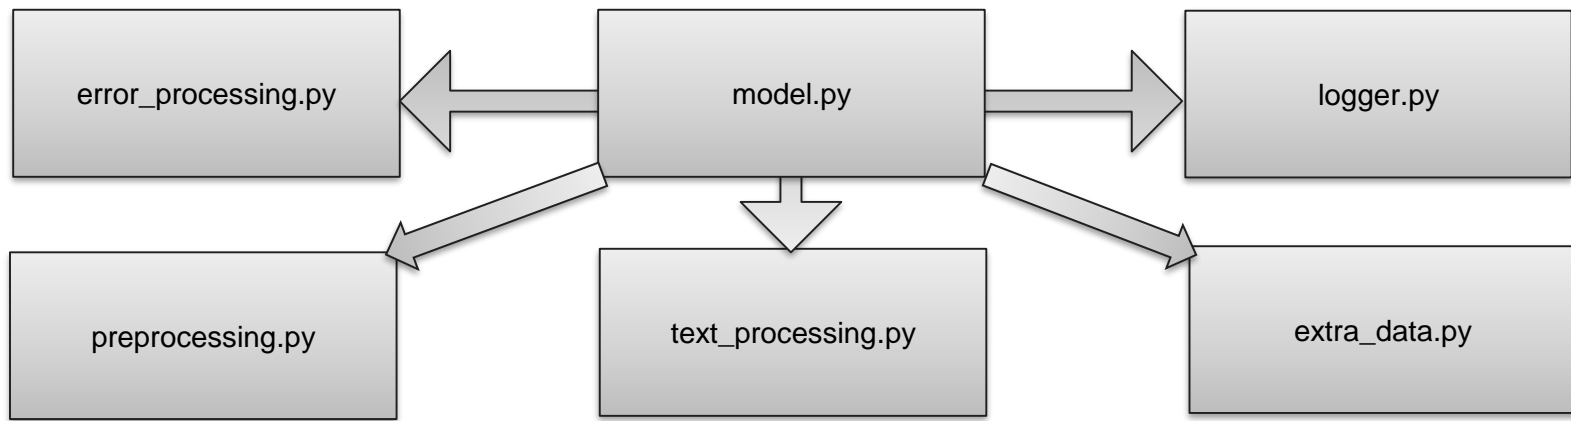 error_processing.py
model.py
logger.py
preprocessing.py
text_processing.py
extra_data.py